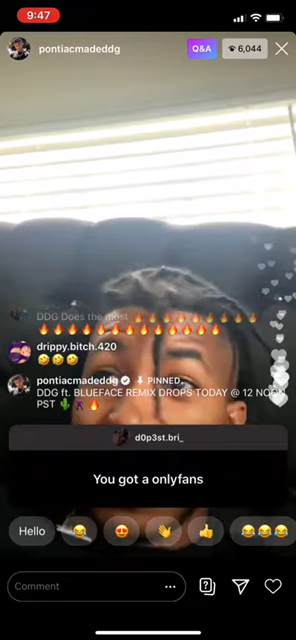 9:47
pontiacmadeddg
Q&A
6,044
DDG Does the most 🔥🔥🔥🔥🔥🔥🔥🔥🔥
🔥🔥🔥🔥🔥🔥🔥🔥🔥🔥🔥🔥🔥
drippy.bitch.420
🤣🤣🤣
pontiacmadeddg PINNED
DDG ft. BLUEFACE REMIX DROPS TODAY @ 12 NOON
PST 🌵🕺🏿🔥
d0p3st.bri_
You got a onlyfans
Hello 😂 😍 👋 👍 😂😂😂
Comment